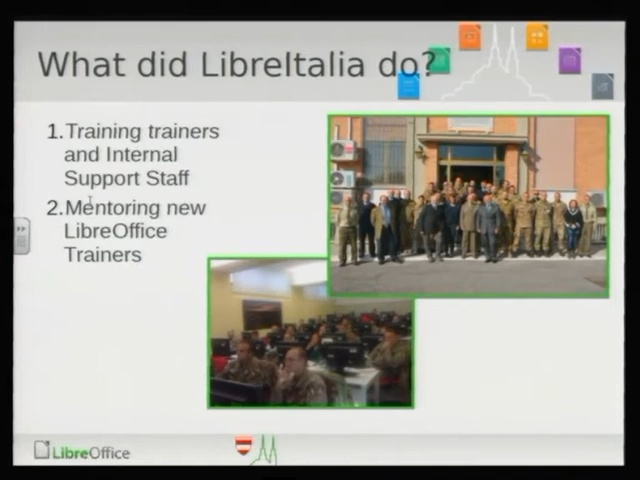 What did LibreItalia do?
1.Training trainers
and Internal
Support Staff
2.Mentoring new
LibreOffice
Trainers
LibreOffice